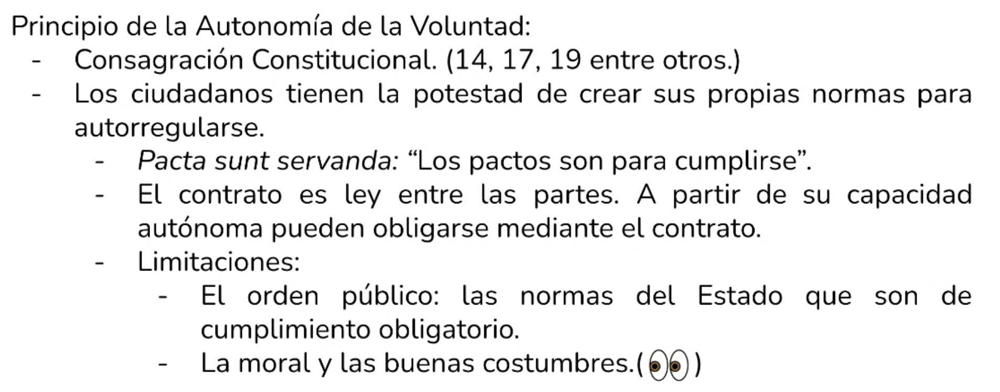 Principio de la Autonomía de la Voluntad:
- Consagración Constitucional. (14, 17, 19 entre otros.)
- Los ciudadanos tienen la potestad de crear sus propias normas para
autorregularse.
- Pacta sunt servanda: “Los pactos son para cumplirse”.
- El contrato es ley entre las partes. A partir de su capacidad
autónoma pueden obligarse mediante el contrato.
- Limitaciones:
- El orden público: las normas del Estado que son de
cumplimiento obligatorio.
- La moral y las buenas costumbres.(👀)